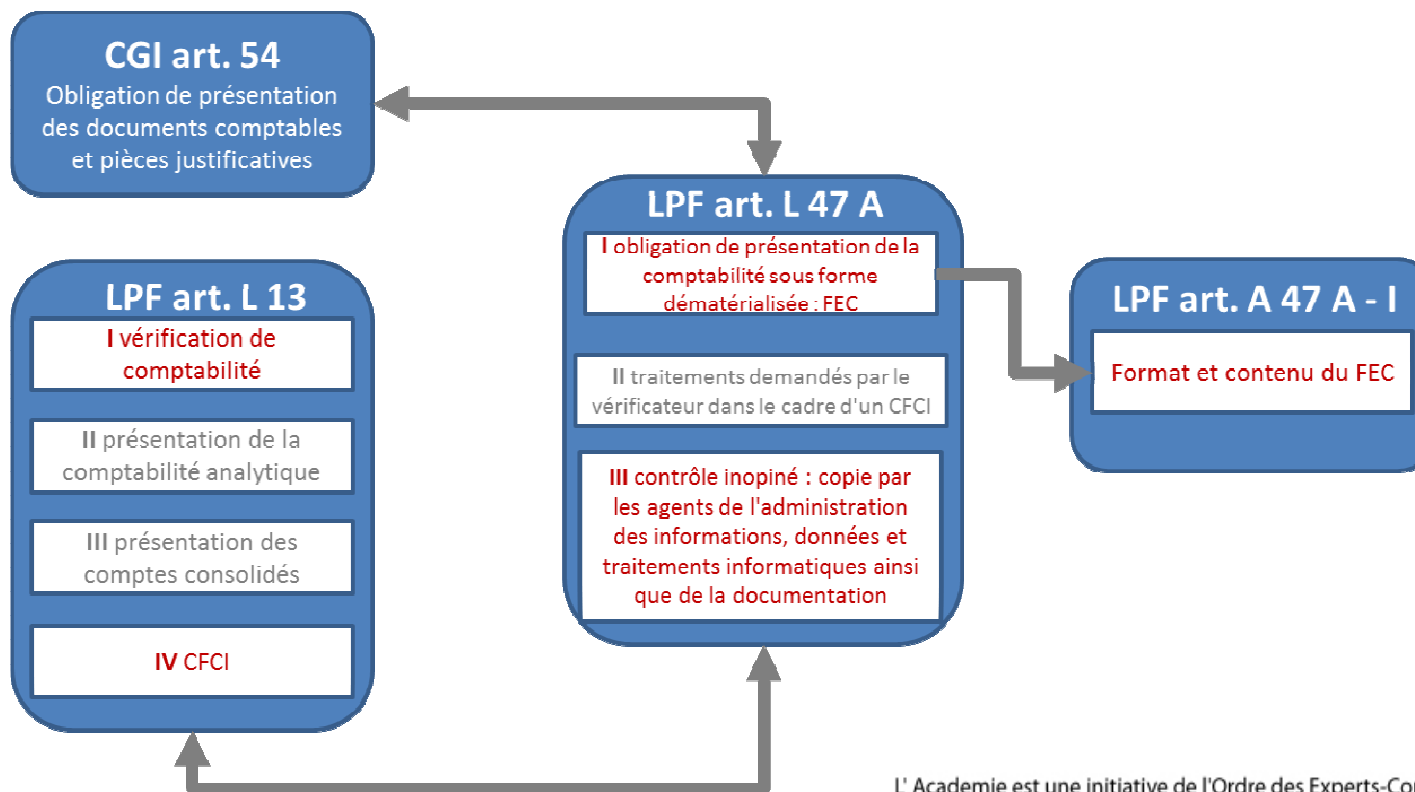 CGI art. 54
Obligation de présentation
des documents comptables
et pièces justificatives
LPF art. L 13
I vérification de
comptabilité
II présentation de la
comptabilité analytique
III présentation des
comptes consolidés
IV CFCI
LPF art. L 47 A
I obligation de présentation de la
comptabilité sous forme
dématérialisée : FEC
II traitements demandés par le
vérificateur dans le cadre d'un CFCI
III contrôle inopiné : copie par
les agents de l'administration
des informations, données et
traitements informatiques ainsi
que de la documentation
LPF art. A 47 A - I
Format et contenu du FEC
L' Academie est une initiative de l'Ordre des